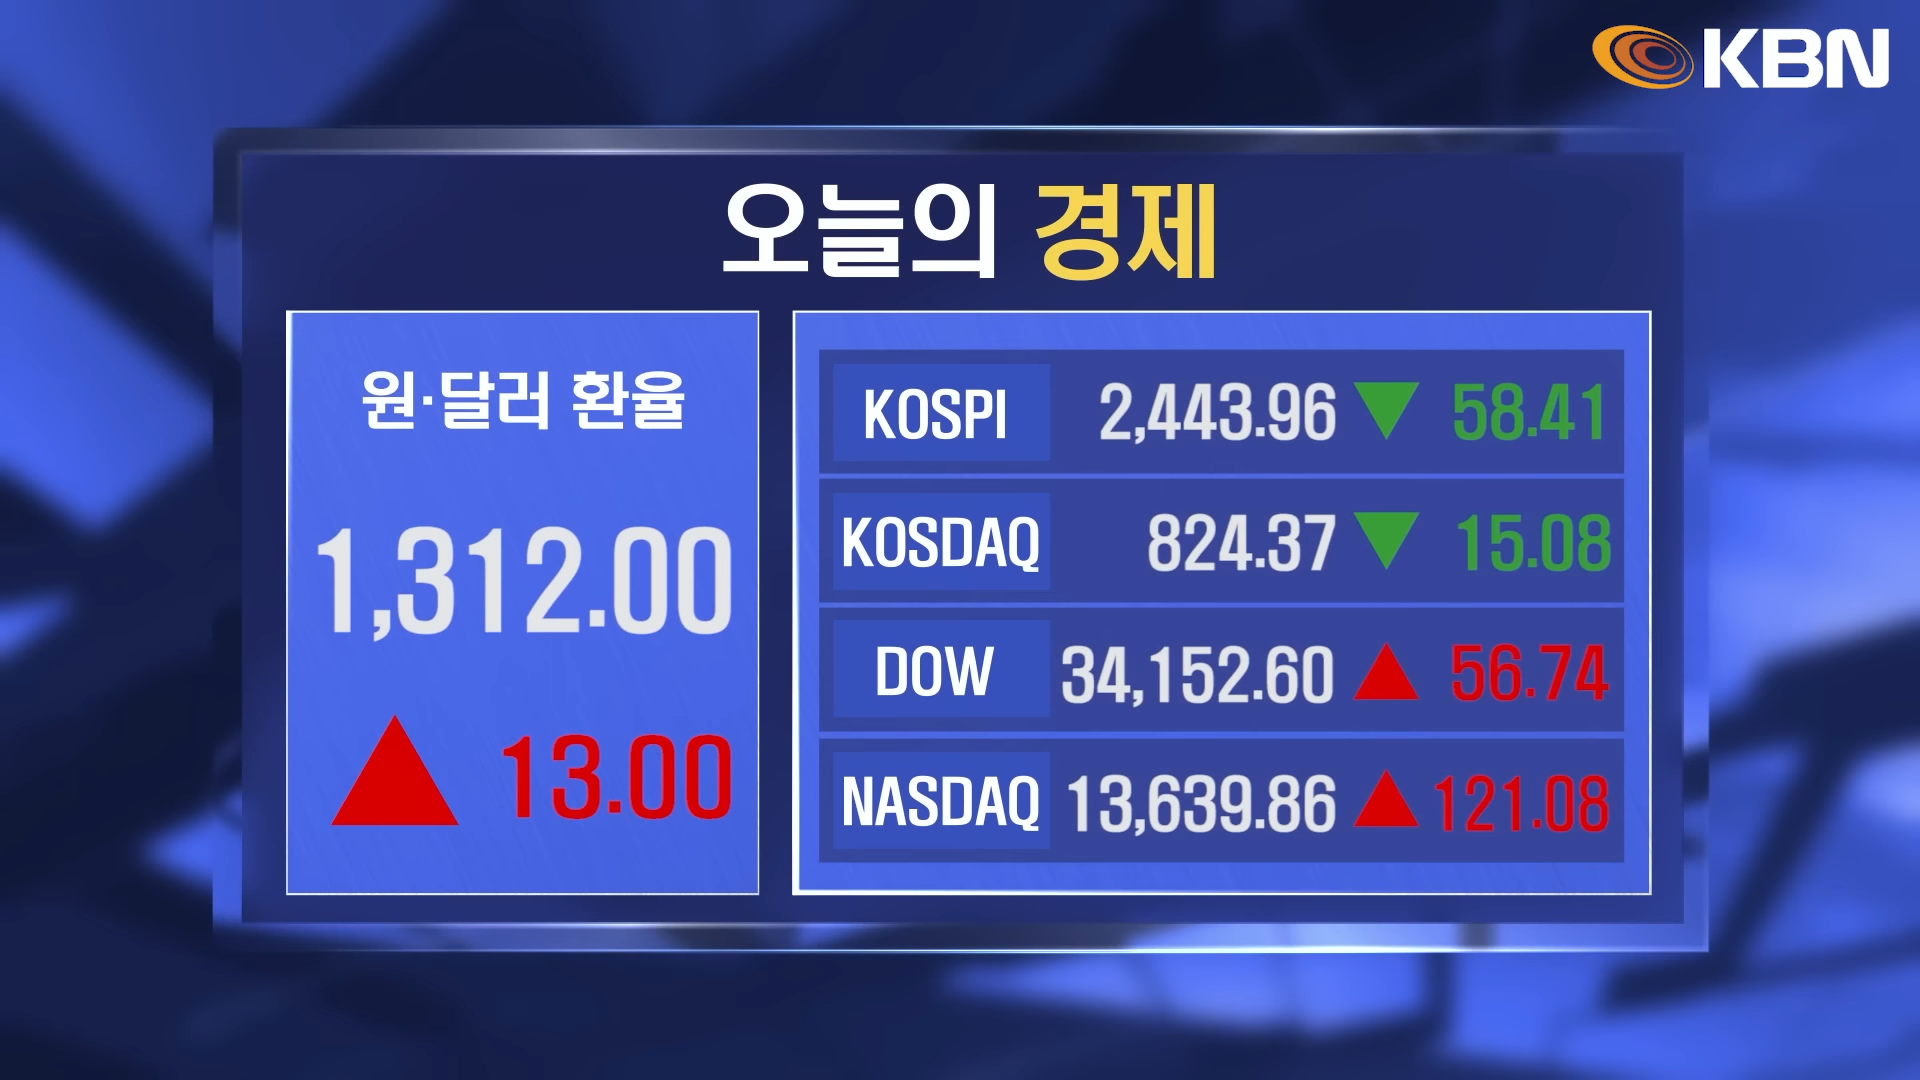 KBN
오늘의 경제
원·달러 환율
1,312.00
▲ 13.00
KOSPI 2,443.96 ▼ 58.41
KOSDAQ 824.37 ▼ 15.08
DOW 34,152.60 ▲ 56.74
NASDAQ 13,639.86 ▲ 121.08